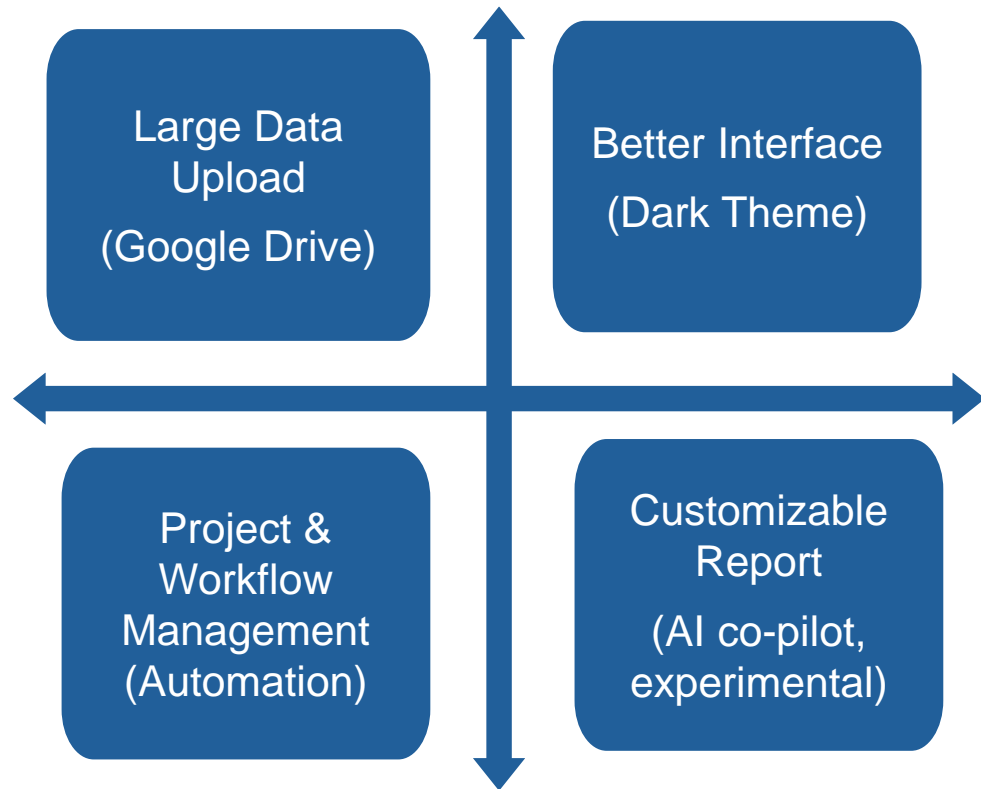 Large Data
Upload
(Google Drive)
Better Interface
(Dark Theme)
Project &
Workflow
Management
(Automation)
Customizable
Report
(AI co-pilot,
experimental)